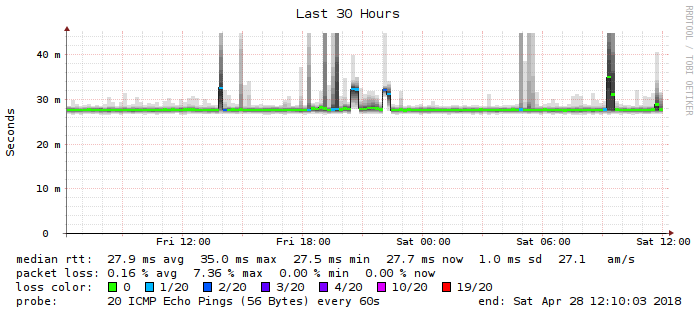 Last 30 Hours
RRDTOOL / TOBI OETIKER
Seconds
40 m
30 m
20 m
10 m
0
Fri 12:00 Fri 18:00 Sat 00:00 Sat 06:00 Sat 12:00
median rtt: 27.9 ms avg 35.0 ms max 27.5 ms min 27.7 ms now 1.0 ms sd 27.1 am/s
packet loss: 0.16 % avg 7.36 % max 0.00 % min 0.00 % now
loss color: 0 1/20 2/20 3/20 4/20 10/20 19/20
probe: 20 ICMP Echo Pings (56 Bytes) every 60s end: Sat Apr 28 12:10:03 2018